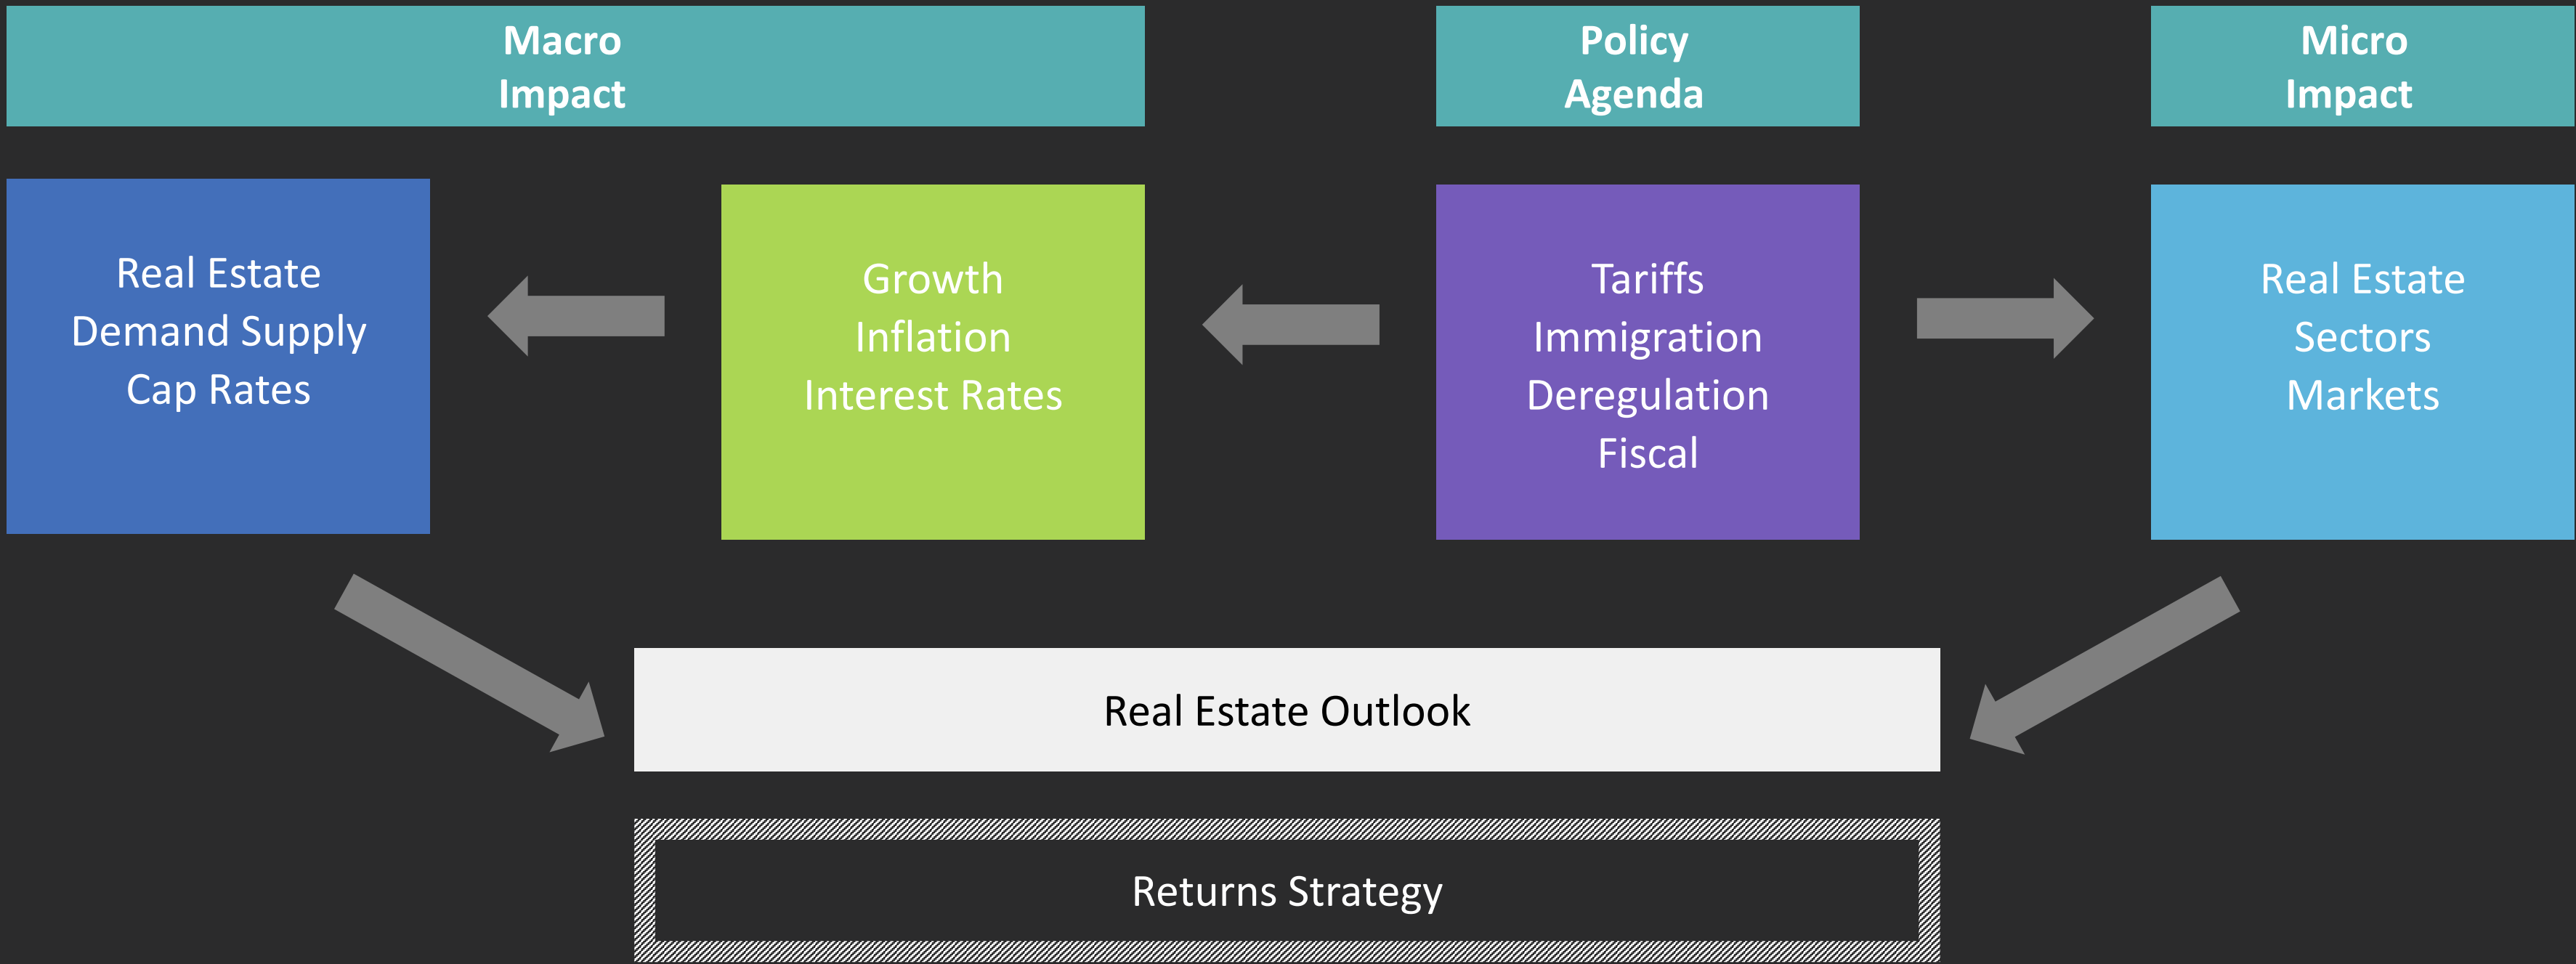 Macro
Impact
Policy
Agenda
Micro
Impact
Real Estate
Demand Supply
Cap Rates
Growth
Inflation
Interest Rates
Tariffs
Immigration
Deregulation
Fiscal
Real Estate
Sectors
Markets
Real Estate Outlook
Returns Strategy